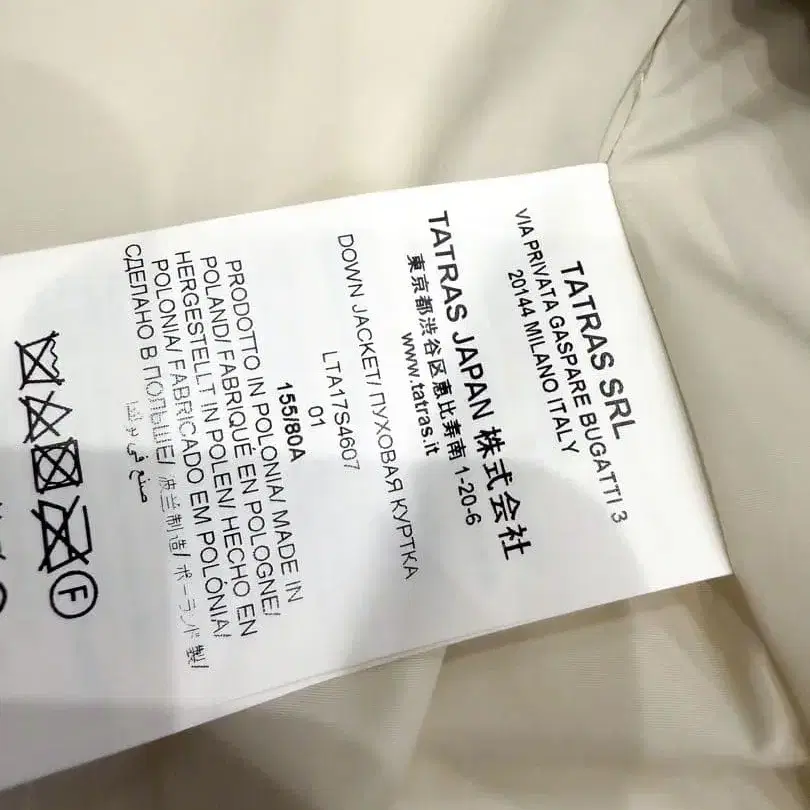 TATRAS SRL
VIA PRIVATA GASPARE BUGATTI 3
20144 MILANO ITALY
TATRAS JAPAN 株式会社
東京都渋谷区恵比寿南 1-20-6
www.tatras.it
DOWN JACKET/ ПУХОВАЯ КУРТКА
LTA17S4607
01
155/80A
PRODOTTO IN POLONIA/ MADE IN
POLAND/ FABRIQUÉ EN POLOGNE/
HERGESTELLT IN POLEN/ HECHO EN
POLONIA/ FABRICADO EM POLÓNIA/
СДЕЛАНО В ПОЛЬШЕ/ 波兰制造/ ポーランド製/
صنع في بولندا
F